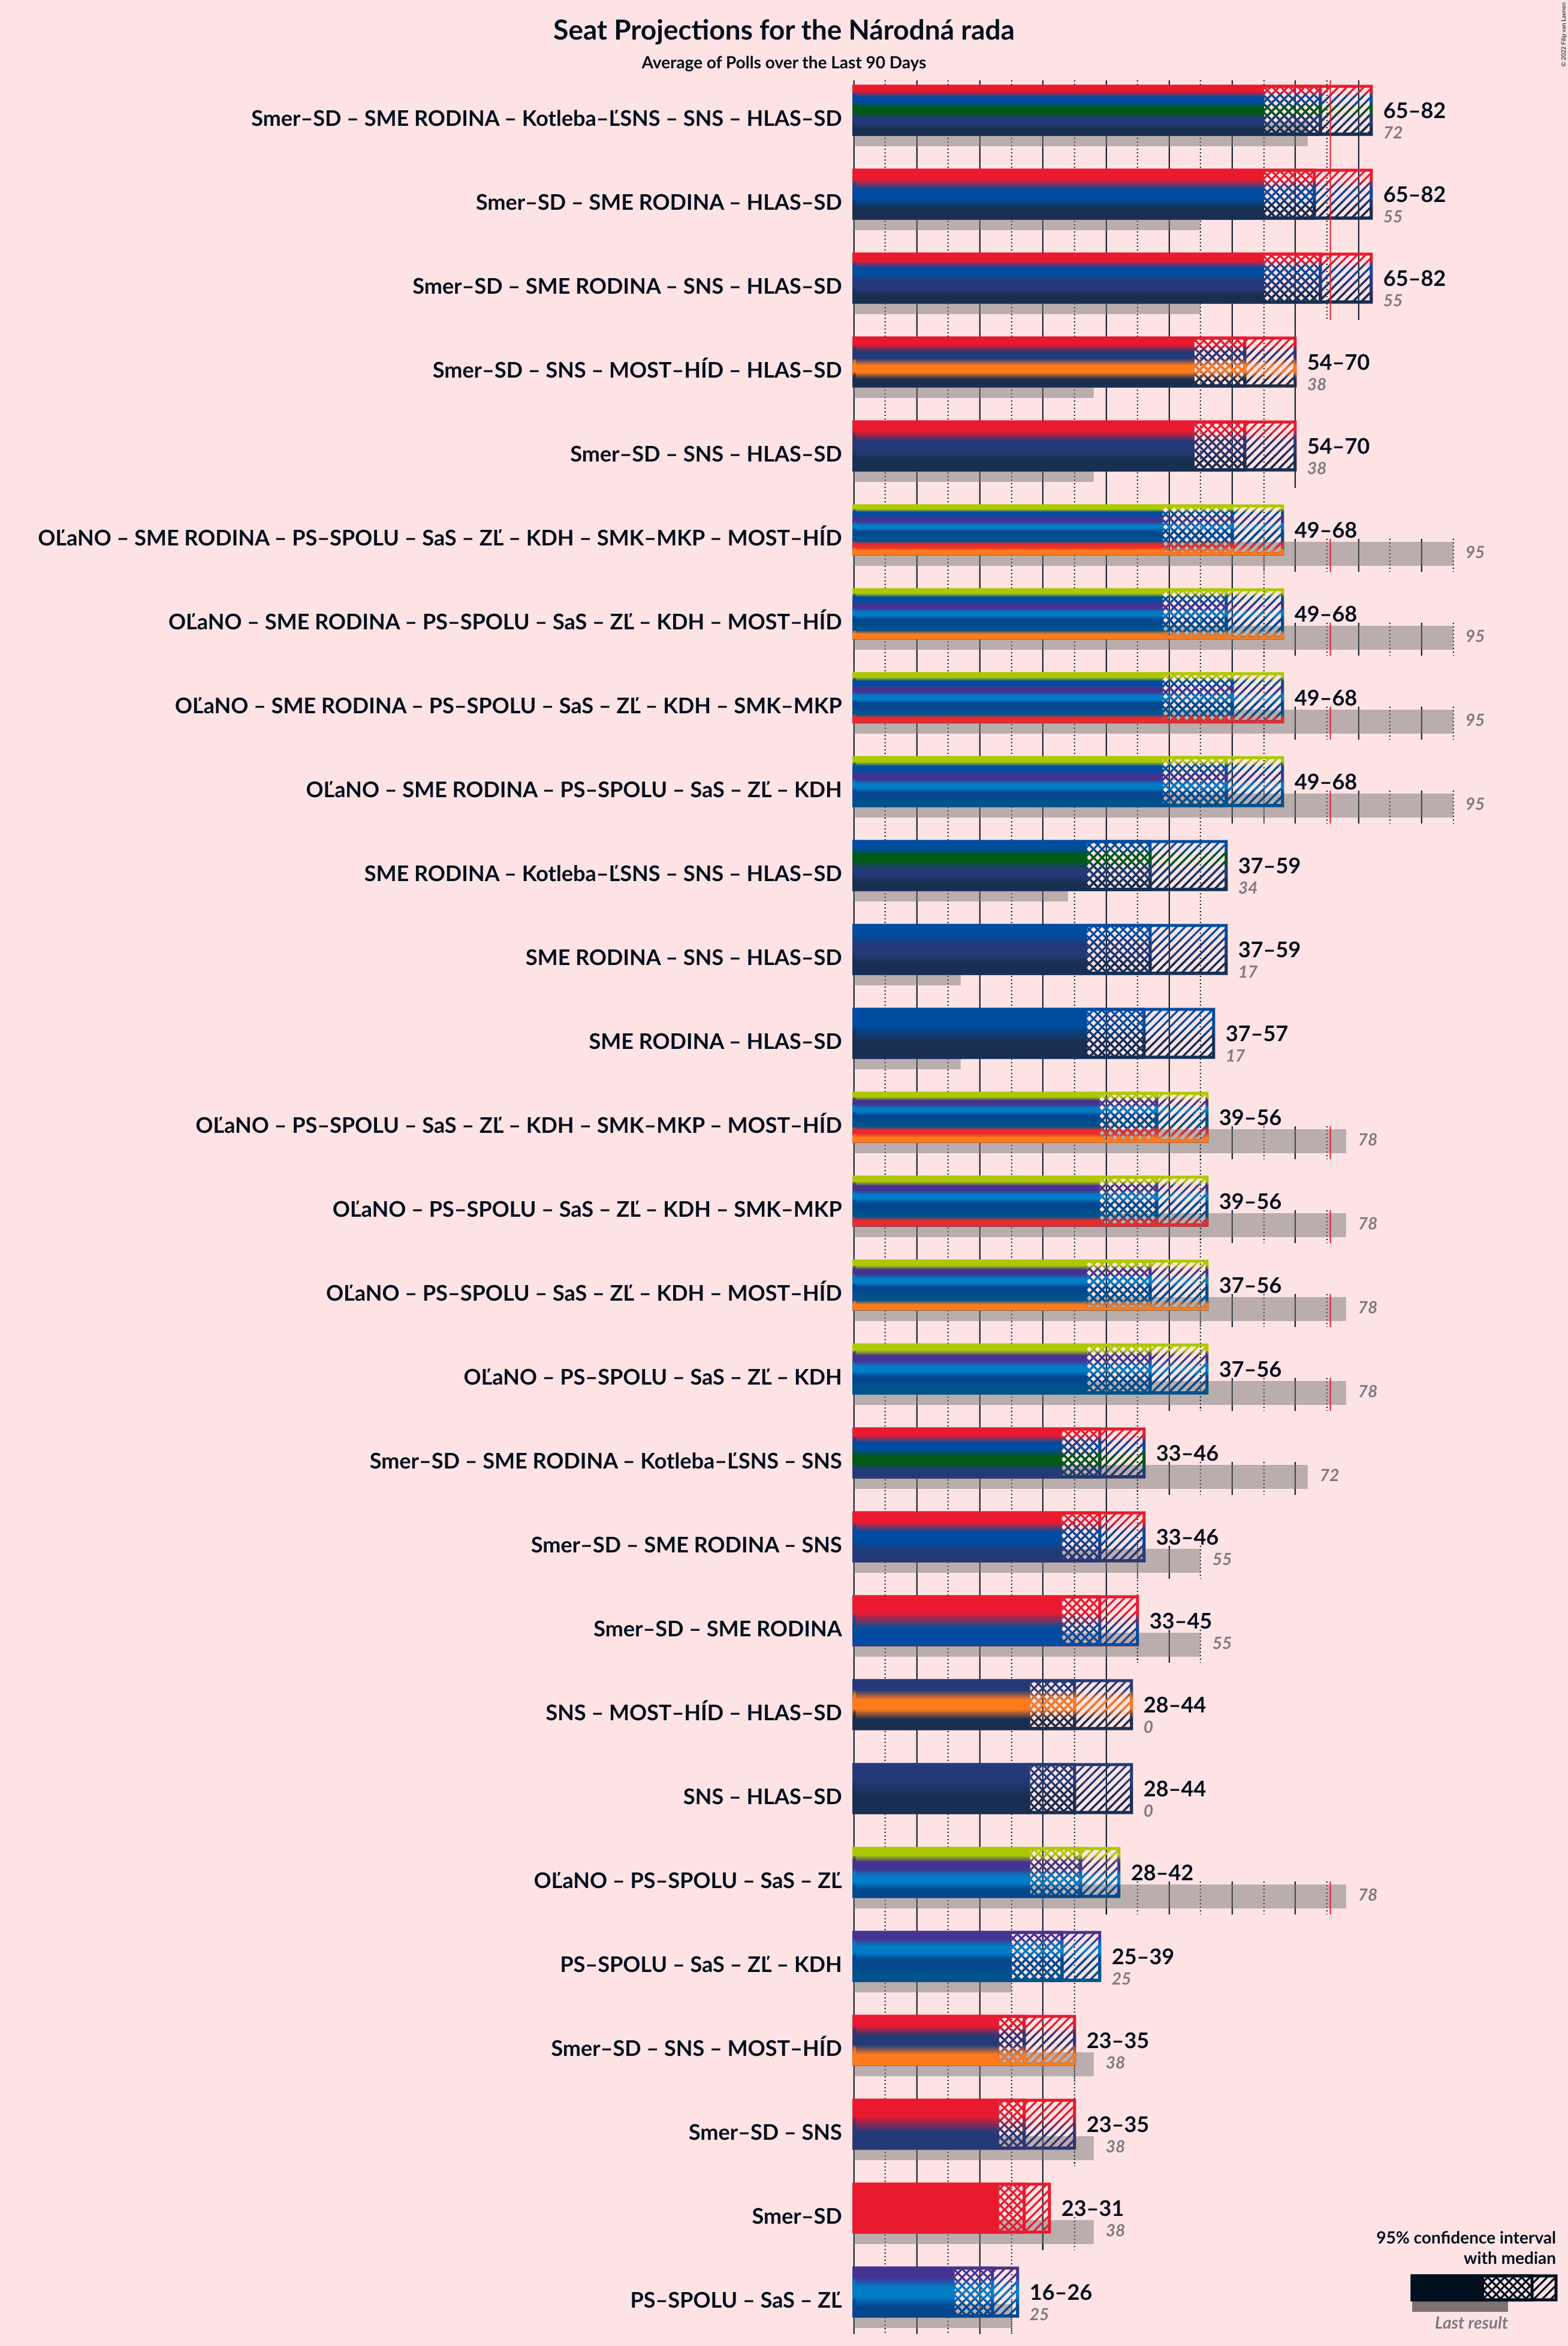 Seat Projections for the Národná rada
Average of Polls over the Last 90 Days
© 2022 Filip van Laenen
Smer–SD – SME RODINA – Kotleba–ĽSNS – SNS – HLAS–SD
65–82
72
Smer–SD – SME RODINA – HLAS–SD
65–82
55
Smer–SD – SME RODINA – SNS – HLAS–SD
65–82
55
Smer–SD – SNS – MOST–HÍD – HLAS–SD
54–70
38
Smer–SD – SNS – HLAS–SD
54–70
38
OĽaNO – SME RODINA – PS–SPOLU – SaS – ZĽ – KDH – SMK–MKP – MOST–HÍD
49–68
95
OĽaNO – SME RODINA – PS–SPOLU – SaS – ZĽ – KDH – MOST–HÍD
49–68
95
OĽaNO – SME RODINA – PS–SPOLU – SaS – ZĽ – KDH – SMK–MKP
49–68
95
OĽaNO – SME RODINA – PS–SPOLU – SaS – ZĽ – KDH
49–68
95
SME RODINA – Kotleba–ĽSNS – SNS – HLAS–SD
37–59
34
SME RODINA – SNS – HLAS–SD
37–59
17
SME RODINA – HLAS–SD
37–57
17
OĽaNO – PS–SPOLU – SaS – ZĽ – KDH – SMK–MKP – MOST–HÍD
39–56
78
OĽaNO – PS–SPOLU – SaS – ZĽ – KDH – SMK–MKP
39–56
78
OĽaNO – PS–SPOLU – SaS – ZĽ – KDH – MOST–HÍD
37–56
78
OĽaNO – PS–SPOLU – SaS – ZĽ – KDH
37–56
78
Smer–SD – SME RODINA – Kotleba–ĽSNS – SNS
33–46
72
Smer–SD – SME RODINA – SNS
33–46
55
Smer–SD – SME RODINA
33–45
55
SNS – MOST–HÍD – HLAS–SD
28–44
0
SNS – HLAS–SD
28–44
0
OĽaNO – PS–SPOLU – SaS – ZĽ
28–42
78
PS–SPOLU – SaS – ZĽ – KDH
25–39
25
Smer–SD – SNS – MOST–HÍD
23–35
38
Smer–SD – SNS
23–35
38
Smer–SD
23–31
38
PS–SPOLU – SaS – ZĽ
16–26
25
95% confidence interval
with median
Last result